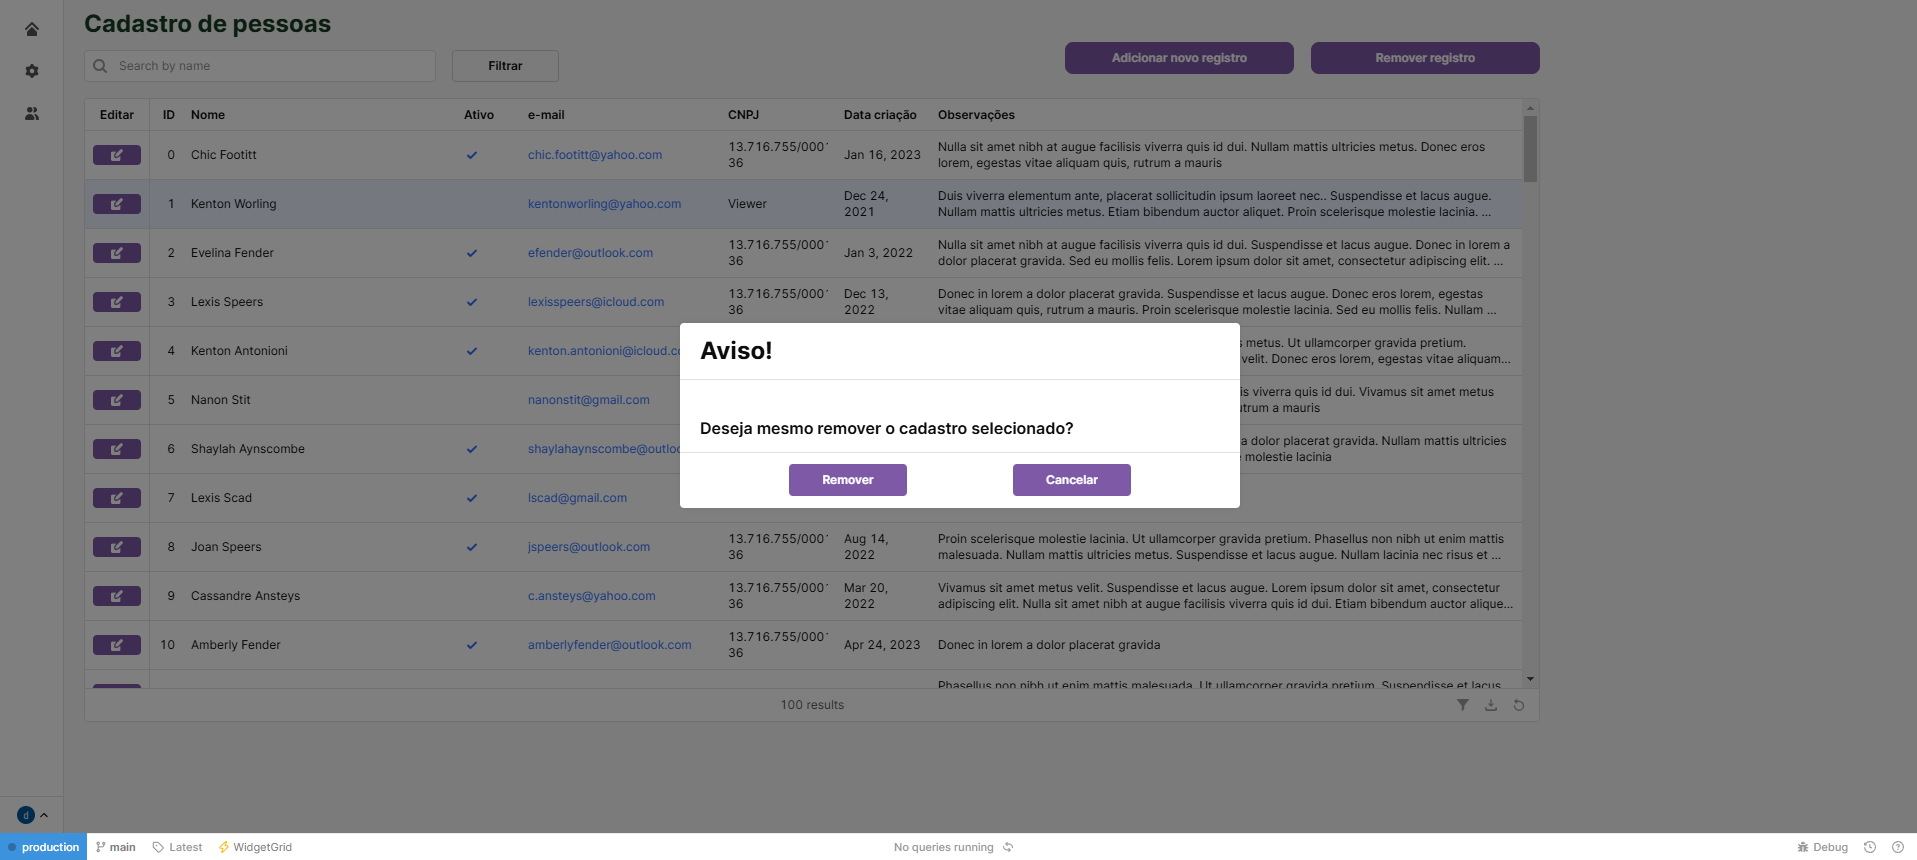 Cadastro de pessoas
Search by name
Filtrar
Adicionar novo registro
Remover registro
Editar ID Nome Ativo e-mail CNPJ Data criação Observações
0 Chic Footitt chic.footitt@yahoo.com 13.716.755/000 Jan 16, 2023 Nulla sit amet nibh at augue facilisis viverra quis id dui. Nullam mattis ultricies metus. Donec eros
36 lorem, egestas vitae aliquam quis, rutrum a mauris
1 Kenton Worling kentonworling@yahoo.com Viewer Dec 24, Duis viverra elementum ante, placerat sollicitudin ipsum laoreet nec.. Suspendisse et lacus augue.
2021 Nullam mattis ultricies metus. Etiam bibendum auctor aliquet. Proin scelerisque molestie lacinia. ...
2 Evelina Fender efender@outlook.com 13.716.755/000 Jan 3, 2022 Nulla sit amet nibh at augue facilisis viverra quis id dui. Suspendisse et lacus augue. Donec in lorem a
36 dolor placerat gravida. Sed eu mollis felis. Lorem ipsum dolor sit amet, consectetur adipiscing elit. ...
3 Lexis Speers lexisspeers@icloud.com 13.716.755/000 Dec 13, Donec in lorem a dolor placerat gravida. Suspendisse et lacus augue. Donec eros lorem, egestas
36 2022 vitae aliquam quis, rutrum a mauris. Proin scelerisque molestie lacinia. Sed eu mollis felis. Nullam ...
4 Kenton Antonioni kenton.antonioni@icloud.c metus. Ut ullamcorper gravida pretium.
velit. Donec eros lorem, egestas vitae aliquam...
5 Nanon Stit nanonstit@gmail.com is viverra quis id dui. Vivamus sit amet metus
utrum a mauris
6 Shaylah Aynscombe shaylahaynscombe@outloo a dolor placerat gravida. Nullam mattis ultricies
molestie lacinia
7 Lexis Scad lscad@gmail.com
8 Joan Speers jspeers@outlook.com 13.716.755/000 Aug 14, Proin scelerisque molestie lacinia. Ut ullamcorper gravida pretium. Phasellus non nibh ut enim mattis
36 2022 malesuada. Nullam mattis ultricies metus. Suspendisse et lacus augue. Nullam lacinia nec risus et ...
9 Cassandre Ansteys c.ansteys@yahoo.com 13.716.755/000 Mar 20, Vivamus sit amet metus velit. Suspendisse et lacus augue. Lorem ipsum dolor sit amet, consectetur
36 2022 adipiscing elit. Nulla sit amet nibh at augue facilisis viverra quis id dui. Etiam bibendum auctor alique...
10 Amberly Fender amberlyfender@outlook.com 13.716.755/000 Apr 24, 2023 Donec in lorem a dolor placerat gravida
36
Phasellus non nibh ut enim mattis malesuada. Ut ullamcorper gravida pretium. Suspendisse et lacus
100 results
Aviso!
Deseja mesmo remover o cadastro selecionado?
Remover
Cancelar
d
production main Latest WidgetGrid No queries running Debug